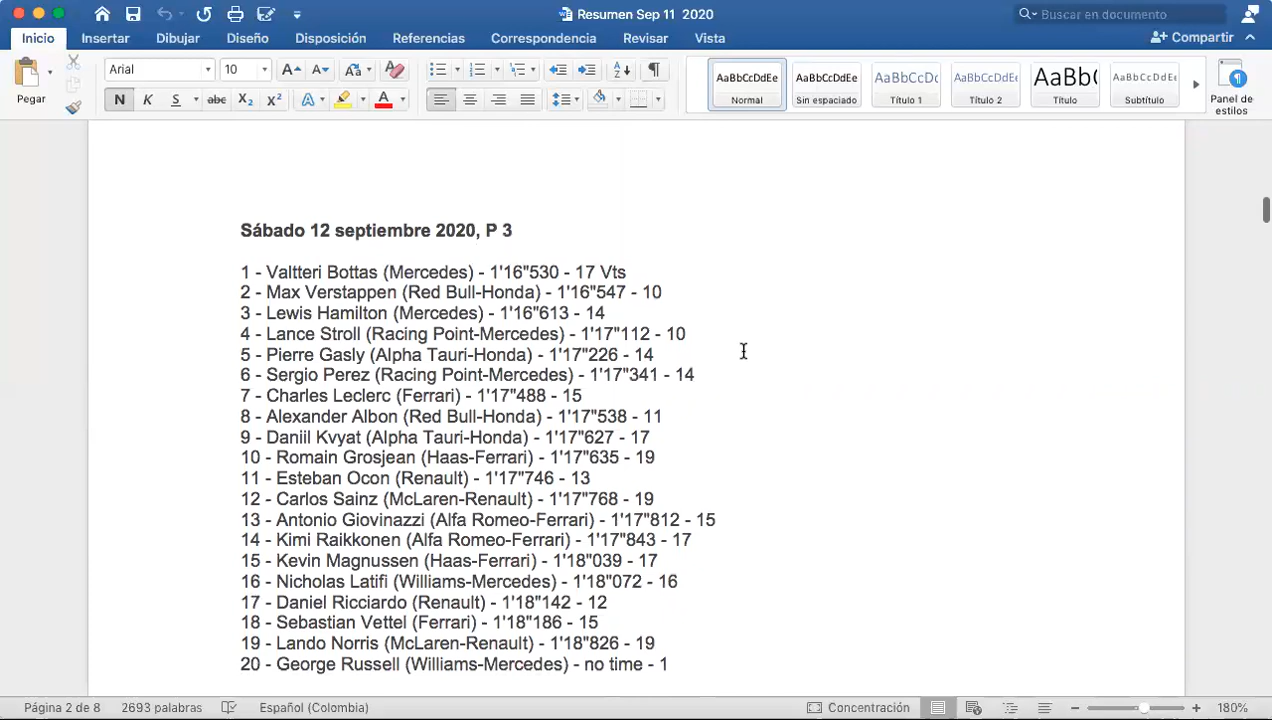 Resumen Sep 11 2020
Buscar en documento
Inicio Insertar Dibujar Diseño Disposición Referencias Correspondencia Revisar Vista
Compartir
Pegar
Arial 10
N K S abc X₂ X² A A
AaBbCcDdEe AaBbCcDdEe AaBbCcDc AaBbCcDdEe AaBb( AaBbCcDdEe
Normal Sin espaciado Título 1 Título 2 Título Subtítulo
Panel de
estilos
Sábado 12 septiembre 2020, P 3
1 - Valtteri Bottas (Mercedes) - 1'16"530 - 17 Vts
2 - Max Verstappen (Red Bull-Honda) - 1'16"547 - 10
3 - Lewis Hamilton (Mercedes) - 1'16"613 - 14
4 - Lance Stroll (Racing Point-Mercedes) - 1'17"112 - 10
5 - Pierre Gasly (Alpha Tauri-Honda) - 1'17"226 - 14
6 - Sergio Perez (Racing Point-Mercedes) - 1'17"341 - 14
7 - Charles Leclerc (Ferrari) - 1'17"488 - 15
8 - Alexander Albon (Red Bull-Honda) - 1'17"538 - 11
9 - Daniil Kvyat (Alpha Tauri-Honda) - 1'17"627 - 17
10 - Romain Grosjean (Haas-Ferrari) - 1'17"635 - 19
11 - Esteban Ocon (Renault) - 1'17"746 - 13
12 - Carlos Sainz (McLaren-Renault) - 1'17"768 - 19
13 - Antonio Giovinazzi (Alfa Romeo-Ferrari) - 1'17"812 - 15
14 - Kimi Raikkonen (Alfa Romeo-Ferrari) - 1'17"843 - 17
15 - Kevin Magnussen (Haas-Ferrari) - 1'18"039 - 17
16 - Nicholas Latifi (Williams-Mercedes) - 1'18"072 - 16
17 - Daniel Ricciardo (Renault) - 1'18"142 - 12
18 - Sebastian Vettel (Ferrari) - 1'18"186 - 15
19 - Lando Norris (McLaren-Renault) - 1'18"826 - 19
20 - George Russell (Williams-Mercedes) - no time - 1
Página 2 de 8 2693 palabras Español (Colombia) Concentración 180%